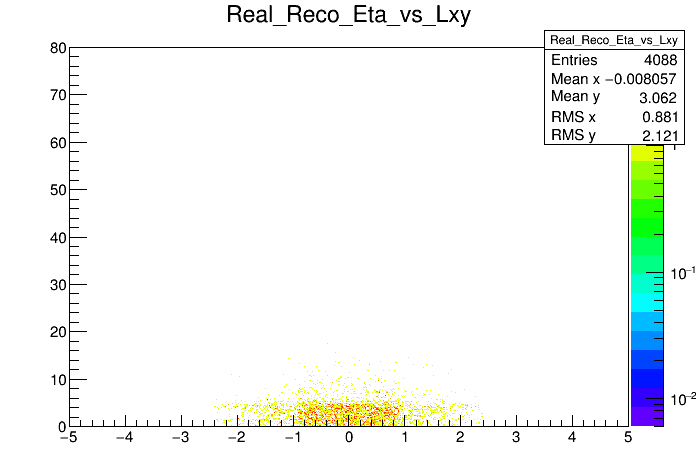 Real_Reco_Eta_vs_Lxy
Real_Reco_Eta_vs_Lxy
Entries 4088
Mean x −0.008057
Mean y 3.062
RMS x 0.881
RMS y 2.121
80
70
60
50
40
30
20
10
0
−5 −4 −3 −2 −1 0 1 2 3 4 5
10−1
10−2